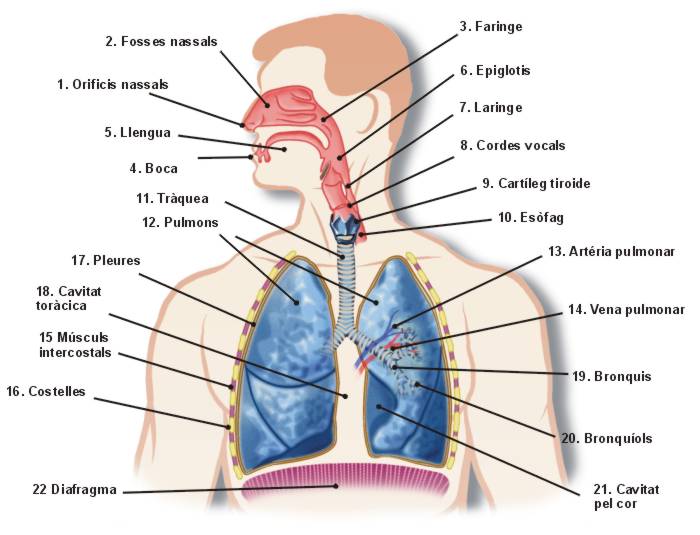 2. Fosses nassals
1. Orificis nassals
5. Llengua
4. Boca
11. Tràquea
12. Pulmons
17. Pleures
18. Cavitat
toràcica
15 Músculs
intercostals
16. Costelles
22 Diafragma
3. Faringe
6. Epiglotis
7. Laringe
8. Cordes vocals
9. Cartíleg tiroide
10. Esòfag
13. Artéria pulmonar
14. Vena pulmonar
19. Bronquis
20. Bronquíols
21. Cavitat
pel cor